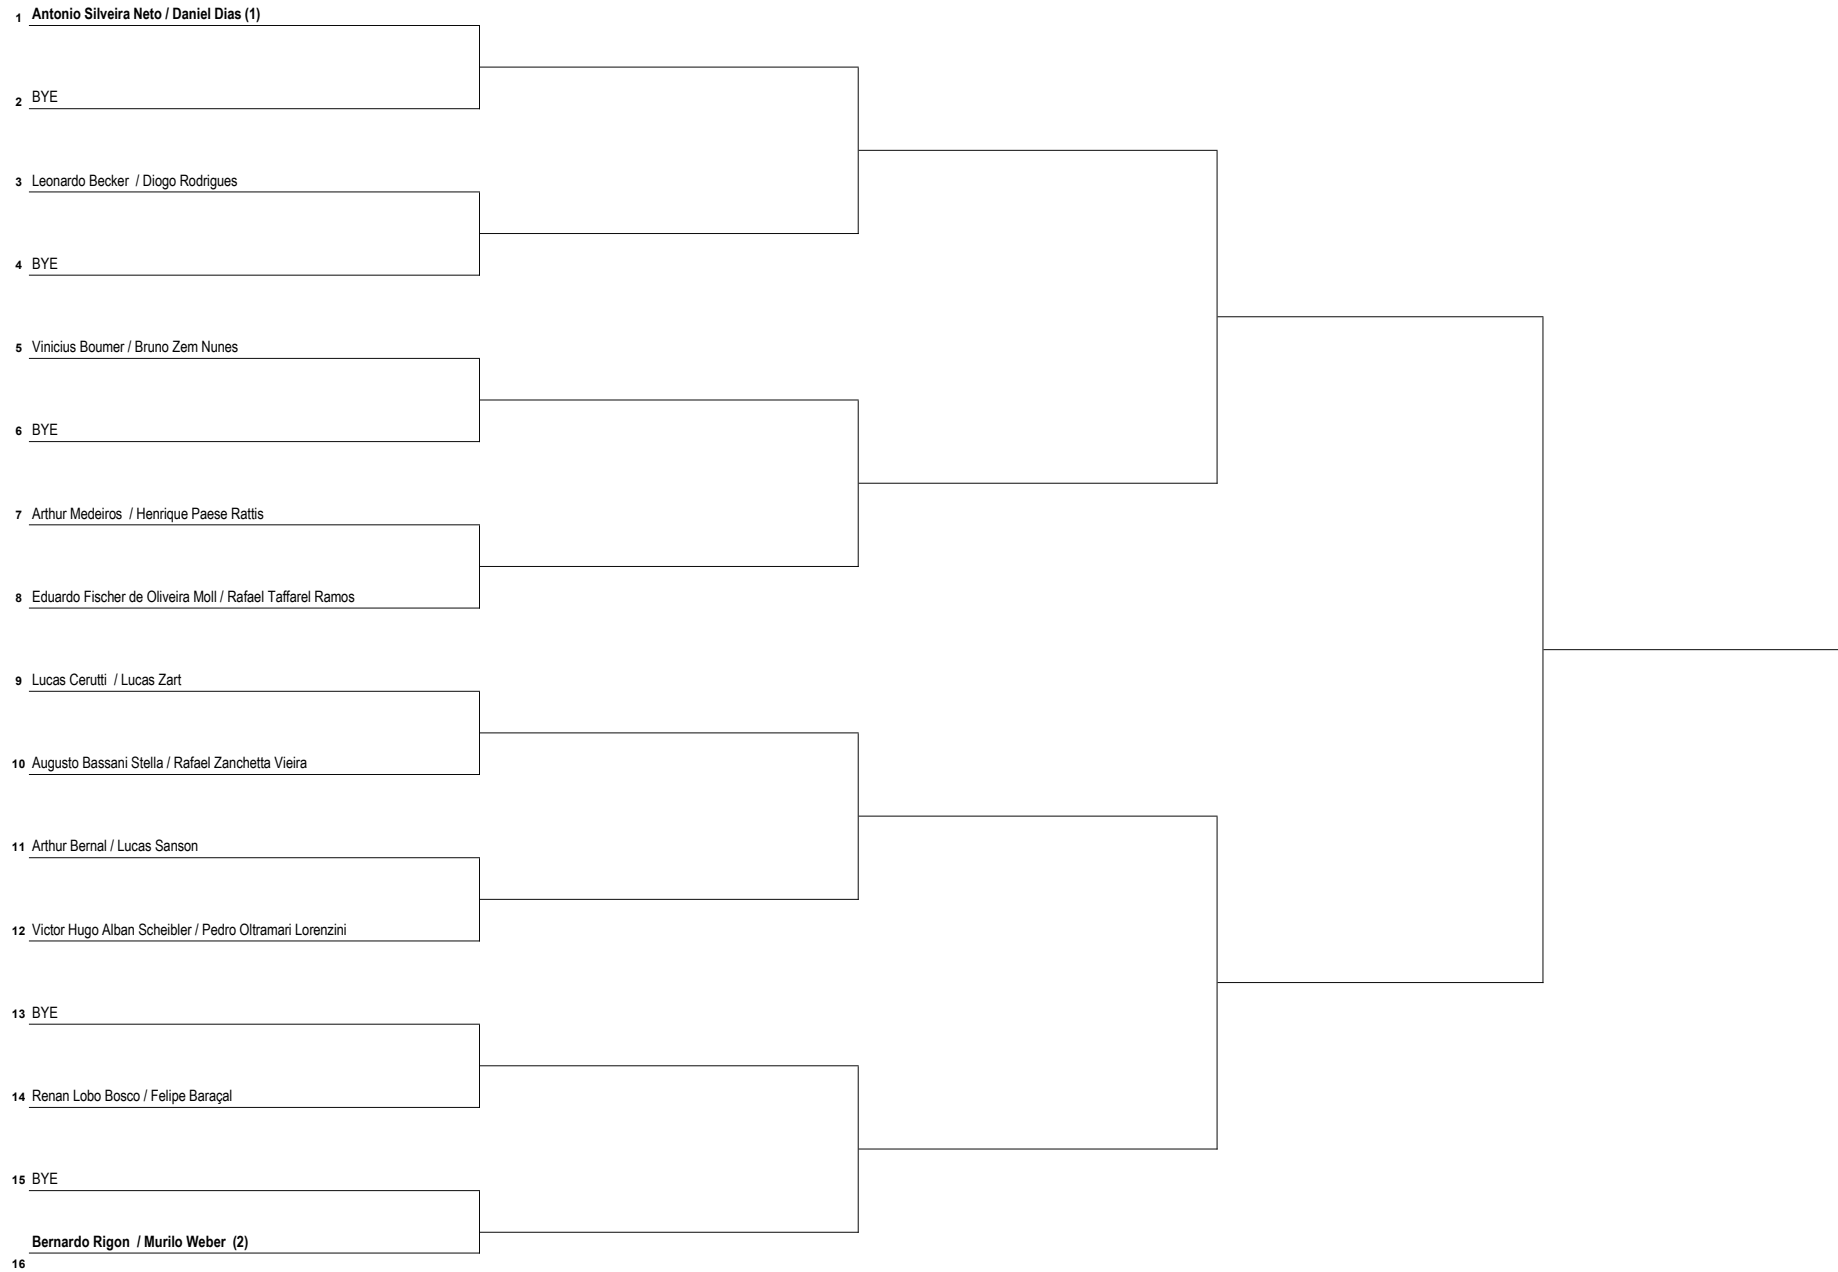 1 Antonio Silveira Neto / Daniel Dias (1)
2 BYE
3 Leonardo Becker / Diogo Rodrigues
4 BYE
5 Vinicius Boumer / Bruno Zem Nunes
6 BYE
7 Arthur Medeiros / Henrique Paese Rattis
8 Eduardo Fischer de Oliveira Moll / Rafael Taffarel Ramos
9 Lucas Cerutti / Lucas Zart
10 Augusto Bassani Stella / Rafael Zanchetta Vieira
11 Arthur Bernal / Lucas Sanson
12 Victor Hugo Alban Scheibler / Pedro Oltramari Lorenzini
13 BYE
14 Renan Lobo Bosco / Felipe Baraçal
15 BYE
Bernardo Rigon / Murilo Weber (2)
16